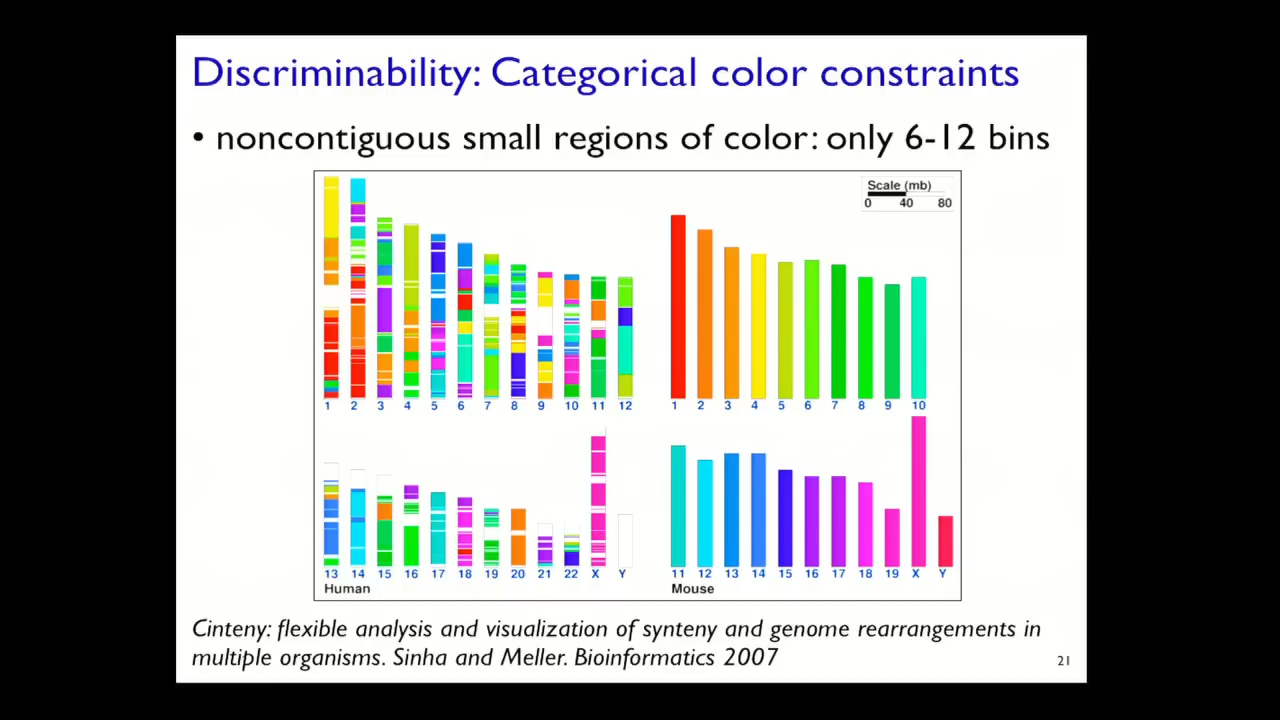 Discriminability: Categorical color constraints
• noncontiguous small regions of color: only 6-12 bins
Scale (mb)
0 40 80
1 2 3 4 5 6 7 8 9 10 11 12
1 2 3 4 5 6 7 8 9 10
13 14 15 16 17 18 19 20 21 22 X Y
Human
11 12 13 14 15 16 17 18 19 X Y
Mouse
Cinteny: flexible analysis and visualization of synteny and genome rearrangements in
multiple organisms. Sinha and Meller. Bioinformatics 2007
21